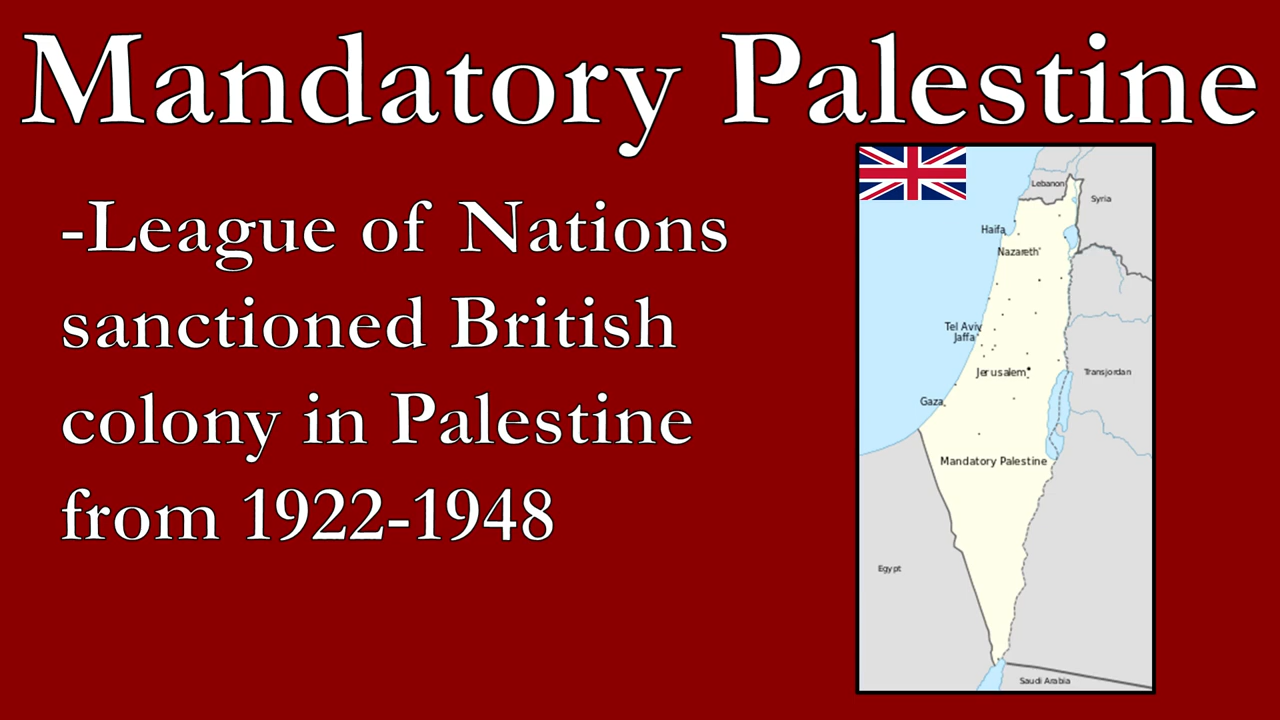 Mandatory Palestine
-League of Nations
sanctioned British
colony in Palestine
from 1922-1948
Lebanon
Syria
Haifa
Nazareth
Tel Aviv
Jaffa
Jerusalem
Transjordan
Gaza
Mandatory Palestine
Egypt
Saudi Arabia